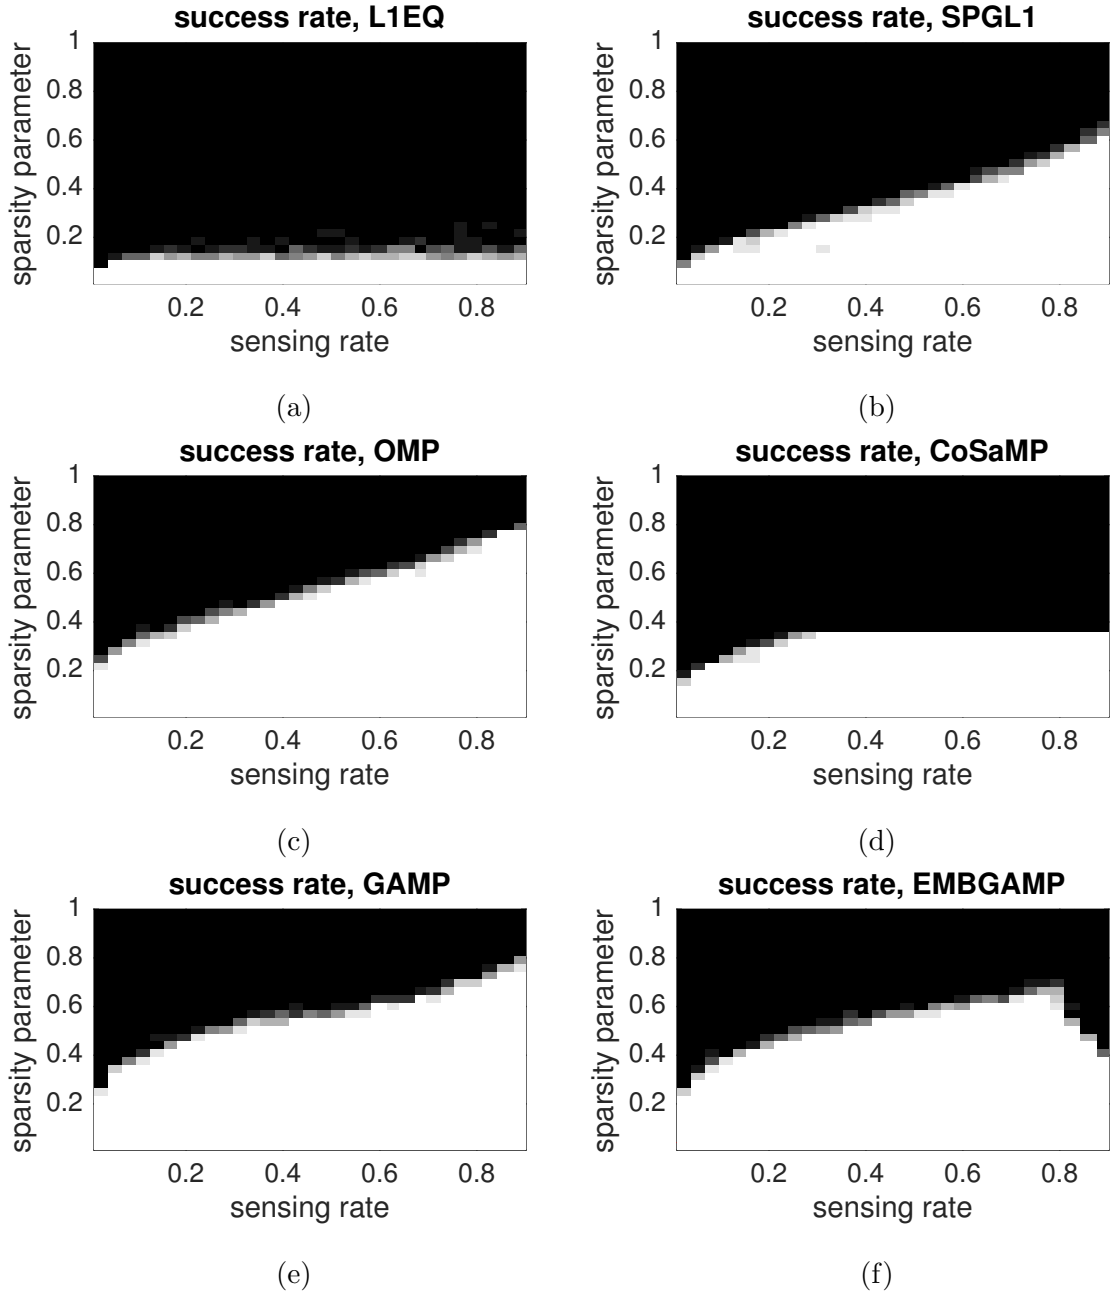 success rate, L1EQ
sparsity parameter
1
0.8
0.6
0.4
0.2
0.2 0.4 0.6 0.8
sensing rate
(a)
success rate, SPGL1
sparsity parameter
1
0.8
0.6
0.4
0.2
0.2 0.4 0.6 0.8
sensing rate
(b)
success rate, OMP
sparsity parameter
1
0.8
0.6
0.4
0.2
0.2 0.4 0.6 0.8
sensing rate
(c)
success rate, CoSaMP
sparsity parameter
1
0.8
0.6
0.4
0.2
0.2 0.4 0.6 0.8
sensing rate
(d)
success rate, GAMP
sparsity parameter
1
0.8
0.6
0.4
0.2
0.2 0.4 0.6 0.8
sensing rate
(e)
success rate, EMBGAMP
sparsity parameter
1
0.8
0.6
0.4
0.2
0.2 0.4 0.6 0.8
sensing rate
(f)